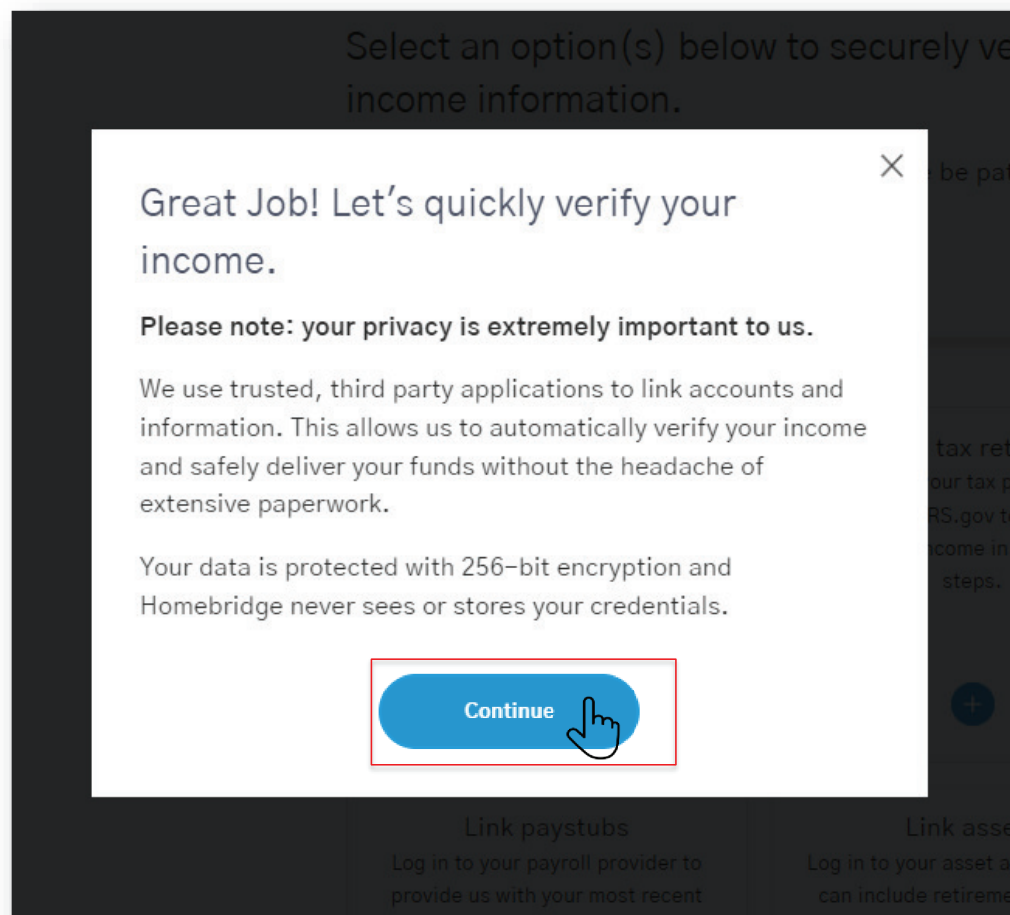 Select an option(s) below to securely
income information.
be
Great Job! Let's quickly verify your
income.
Please note: your privacy is extremely important to us.
We use trusted, third party applications to link accounts and
information. This allows us to automatically verify your income
and safely deliver your funds without the headache of
extensive paperwork.
Your data is protected with 256-bit encryption and
Homebridge never sees or stores your credentials.
Continue
tax
tax
steps.
Link paystubs
Log in to your payroll provider to
provide us with your most recent
Link
Log in to your asset
can include